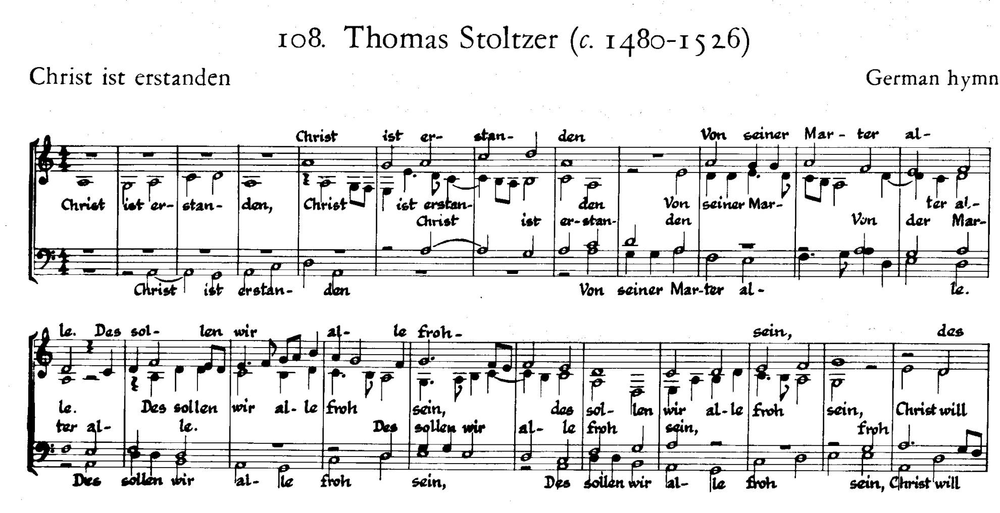 108. Thomas Stoltzer (c. 1480-1526)
Christ ist erstanden
German hymn
Christ ist er- stan- den Von seiner Mar- ter al-
Christ ist er- stan- den, Christ ist erstan- den Von seiner Mar- ter al-
Christ ist er-stan- den Von der Mar-
Christ ist erstan- den Von seiner Mar-ter al- le.
le. Des sol- len wir al- le froh- sein, des
le. Des sollen wir al- le froh sein, des sol- len wir al-le froh sein, Christ will
ter al- le. Des sollen wir al- le froh sein, froh
Des sollen wir al- le froh sein, Des sollen wir al- le froh sein, Christ will